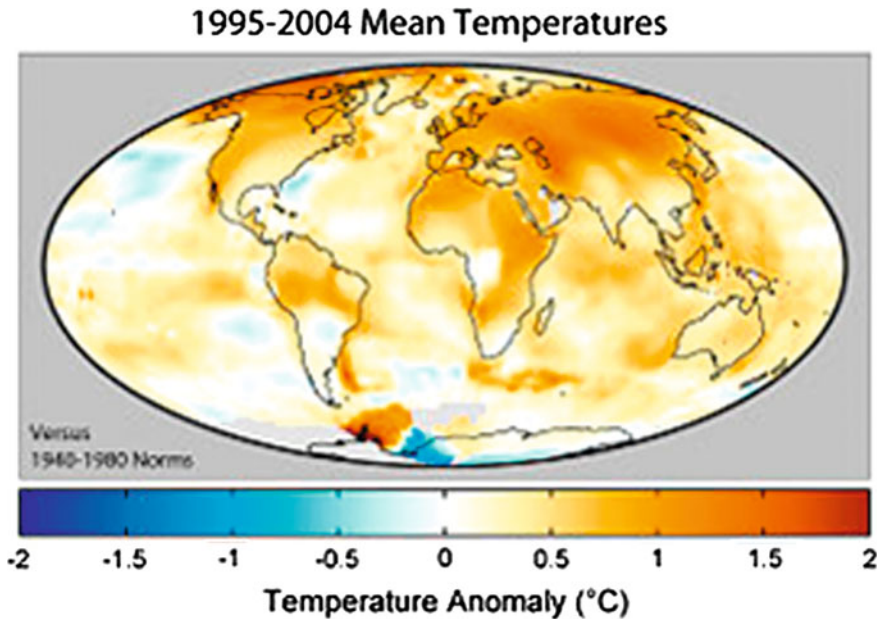 1995-2004 Mean Temperatures
Versus
1940-1980 Norms
-2 -1.5 -1 -0.5 0 0.5 1 1.5 2
Temperature Anomaly (°C)